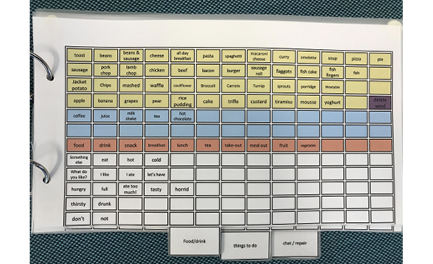 toast beans beans & sausage cheese all day breakfast pasta spaghetti macaroni cheese curry omelette soup pizza pie
sausage pork chop lamb chop chicken beef bacon burger sausage roll faggots fish cake fish fingers fish
Jacket potato Chips mashed waffle cauliflower Broccoli Carrots Turnip sprouts porridge
apple banana grapes pear rice pudding cake trifle custard tiramisu mousse yoghurt
coffee juice milk shake tea hot chocolate
food drink snack breakfast lunch tea take-out meal out fruit vegetables
Something else eat hot cold
What do you like? I like I ate let's have
hungry full ate too much! tasty horrid
thirsty drunk
don't not
Food/drink things to do chat / repair